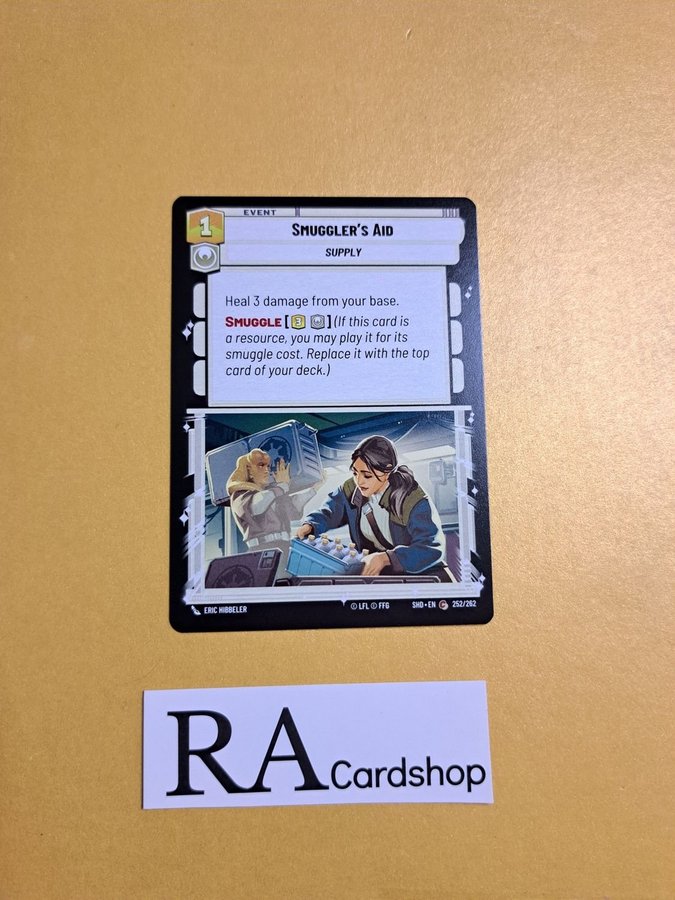 EVENT
1
SMUGGLER'S AID
SUPPLY
Heal 3 damage from your base.
SMUGGLE [3 ] (If this card is
a resource, you may play it for its
smuggle cost. Replace it with the top
card of your deck.)
ERIC HIBBELER © LFL © FFG SHD • EN C 252/262
RA Cardshop